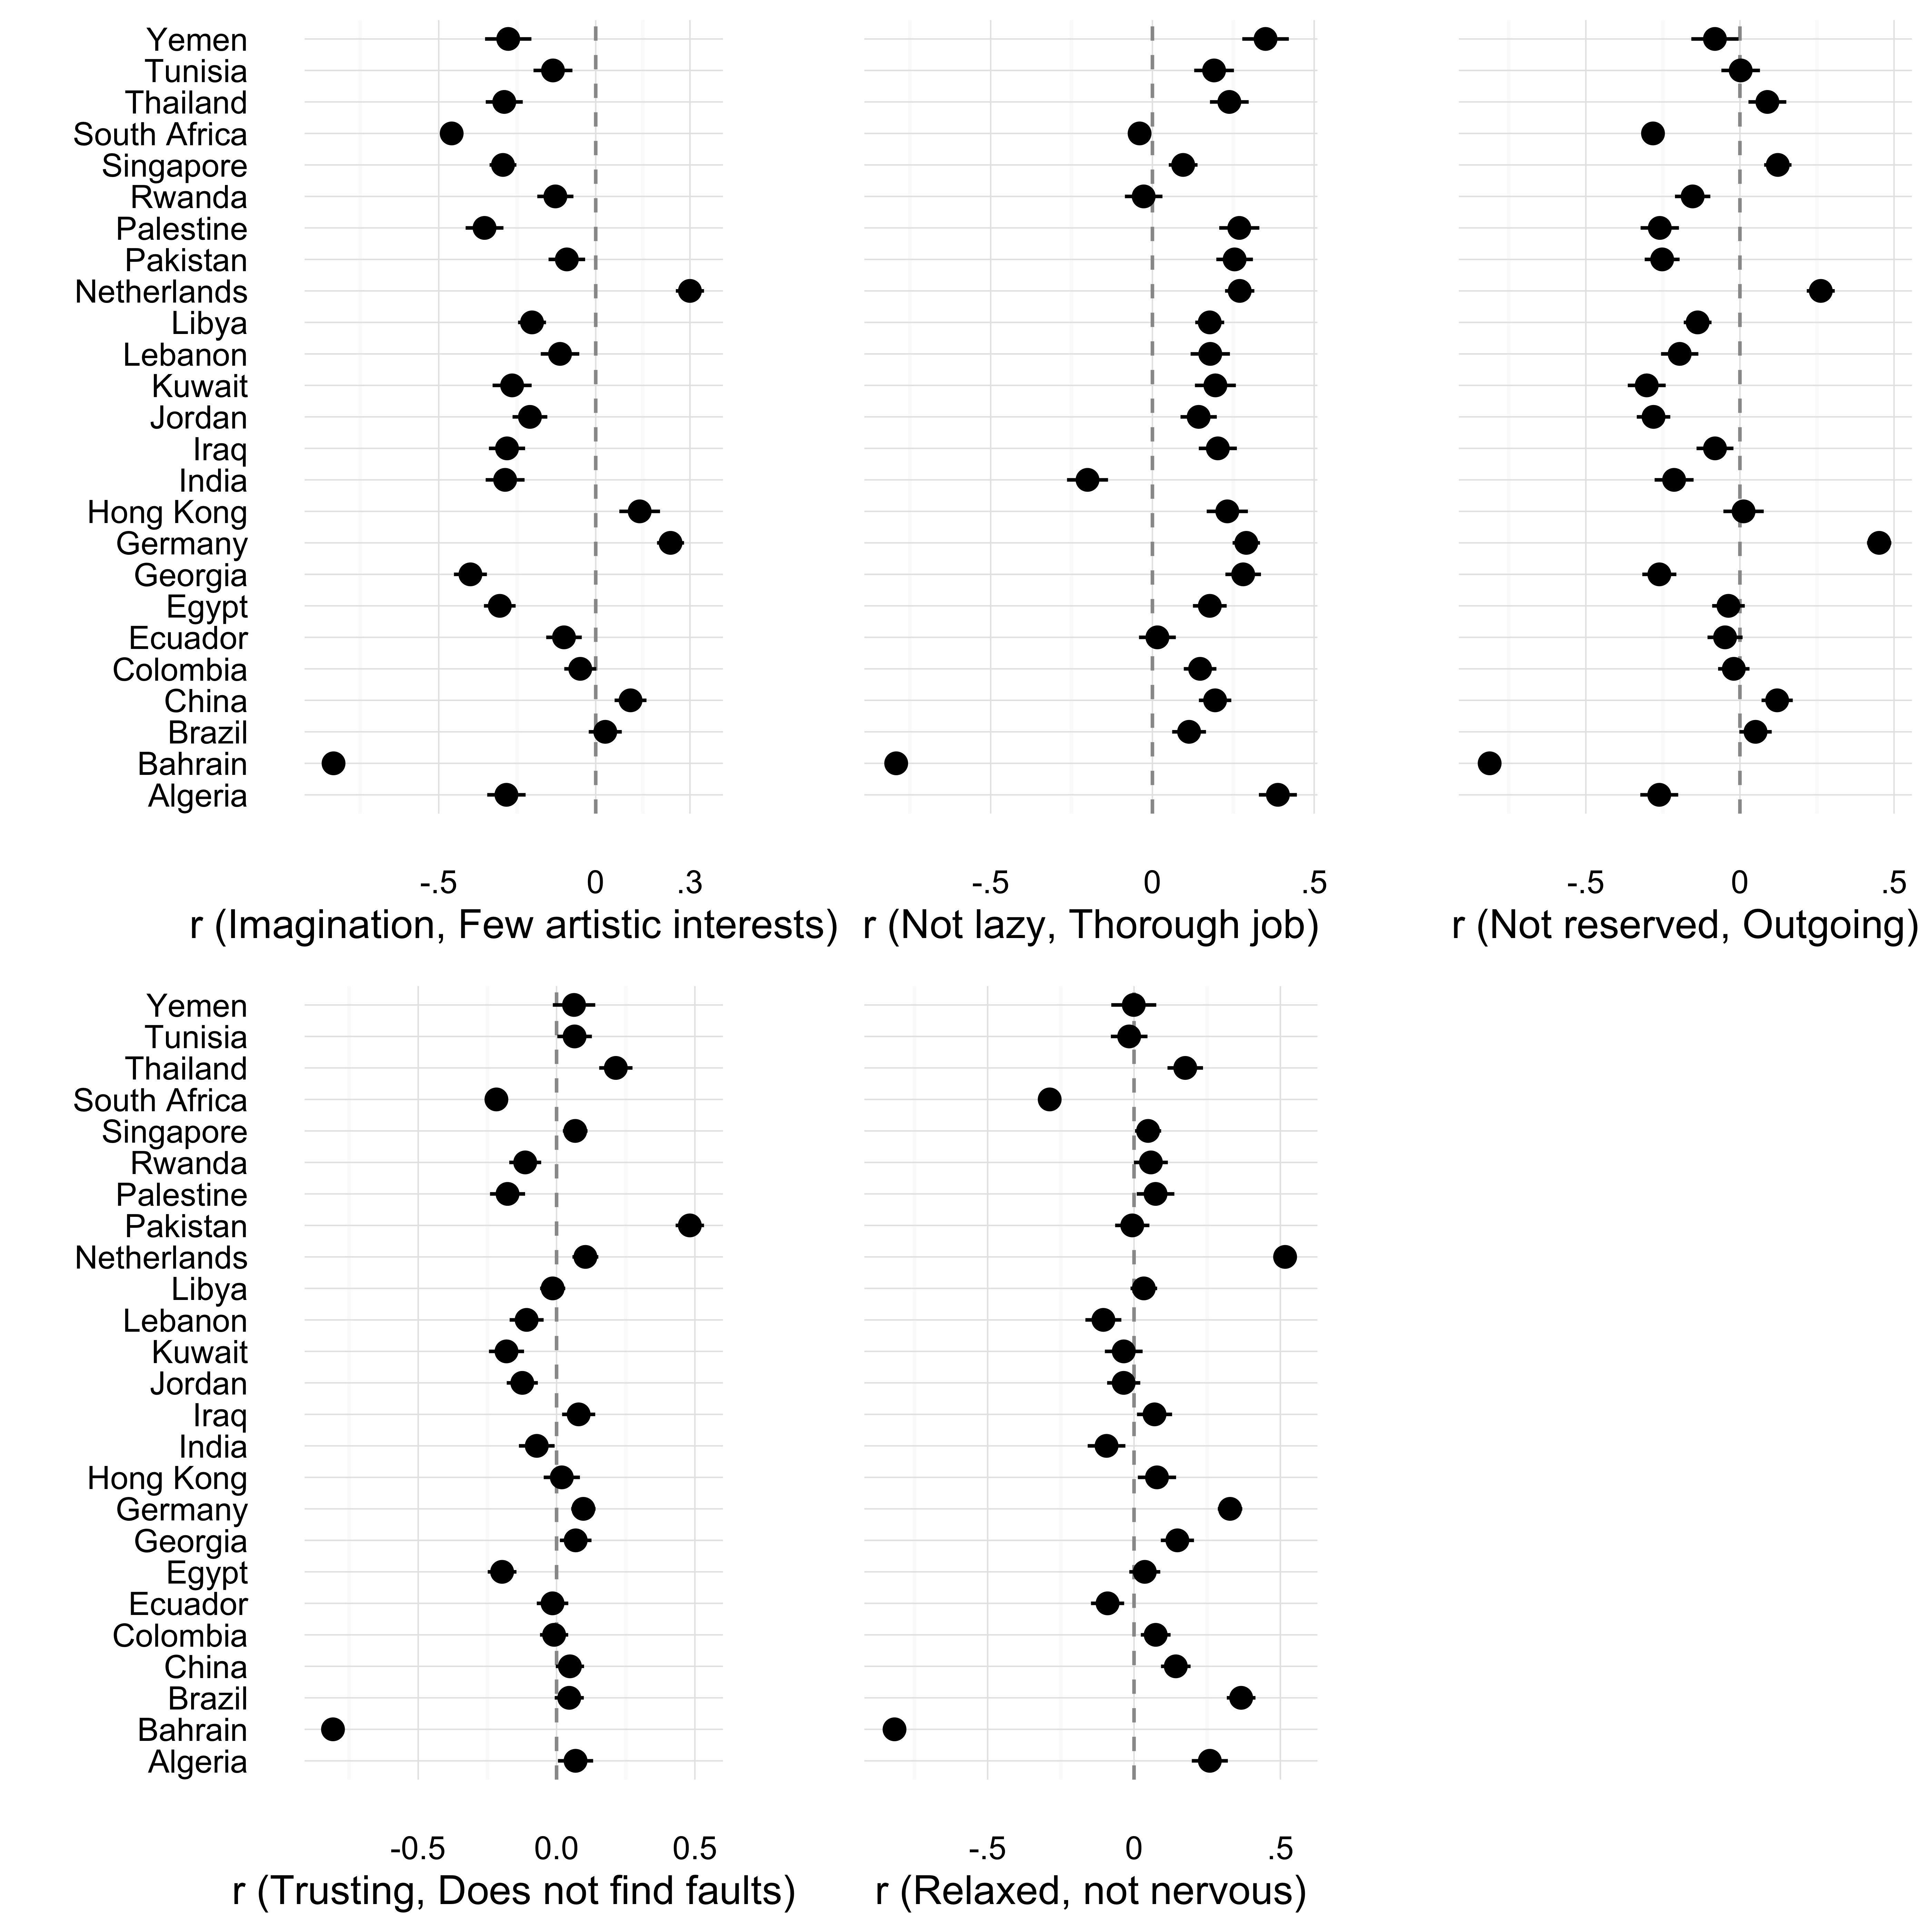 Yemen
Tunisia
Thailand
South Africa
Singapore
Rwanda
Palestine
Pakistan
Netherlands
Libya
Lebanon
Kuwait
Jordan
Iraq
India
Hong Kong
Germany
Georgia
Egypt
Ecuador
Colombia
China
Brazil
Bahrain
Algeria
-.5 0 .3
r (Imagination, Few artistic interests)
-.5 0 .5
r (Not lazy, Thorough job)
-.5 0 .5
r (Not reserved, Outgoing)
Yemen
Tunisia
Thailand
South Africa
Singapore
Rwanda
Palestine
Pakistan
Netherlands
Libya
Lebanon
Kuwait
Jordan
Iraq
India
Hong Kong
Germany
Georgia
Egypt
Ecuador
Colombia
China
Brazil
Bahrain
Algeria
-0.5 0.0 0.5
r (Trusting, Does not find faults)
-.5 0 .5
r (Relaxed, not nervous)